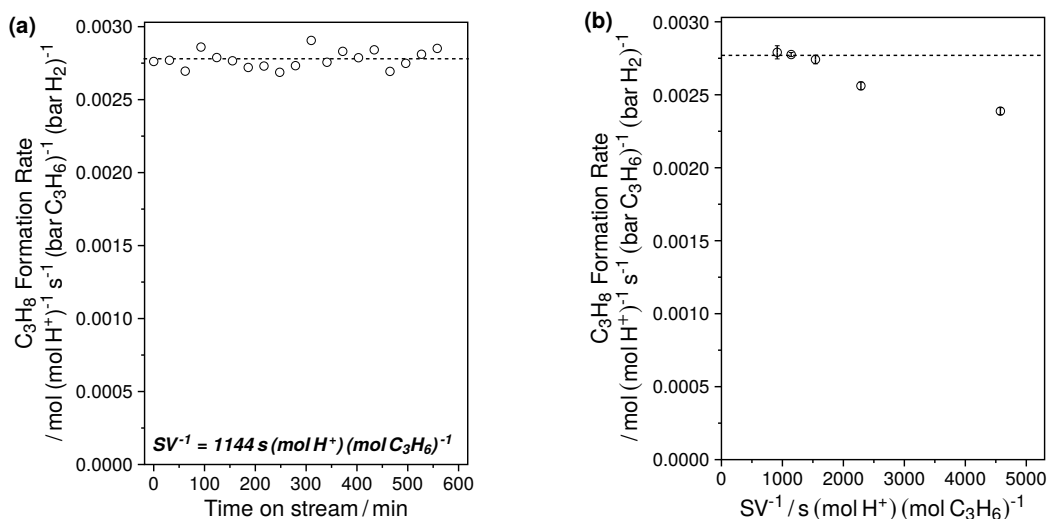 (a)
C₃H₈ Formation Rate
/ mol (mol H⁺)⁻¹ s⁻¹ (bar C₃H₆)⁻¹ (bar H₂)⁻¹
0.0030
0.0025
0.0020
0.0015
0.0010
0.0005
0.0000
SV⁻¹ = 1144 s (mol H⁺) (mol C₃H₆)⁻¹
0 100 200 300 400 500 600
Time on stream / min
(b)
C₃H₈ Formation Rate
/ mol (mol H⁺)⁻¹ s⁻¹ (bar C₃H₆)⁻¹ (bar H₂)⁻¹
0.0030
0.0025
0.0020
0.0015
0.0010
0.0005
0.0000
0 1000 2000 3000 4000 5000
SV⁻¹ / s (mol H⁺) (mol C₃H₆)⁻¹